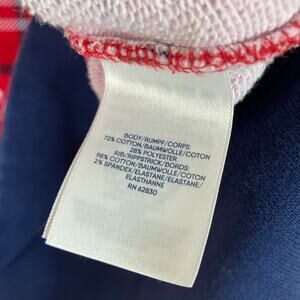 BODY/RUMPF/CORPS:
72% COTTON/BAUMWOLLE/COTON
28% POLYESTER
RIB/RIPPSTRICK/BORDS:
98% COTTON/BAUMWOLLE/COTON
2% SPANDEX/ELASTANE/ELASTANE/
ELASTHANNE
RN 62830